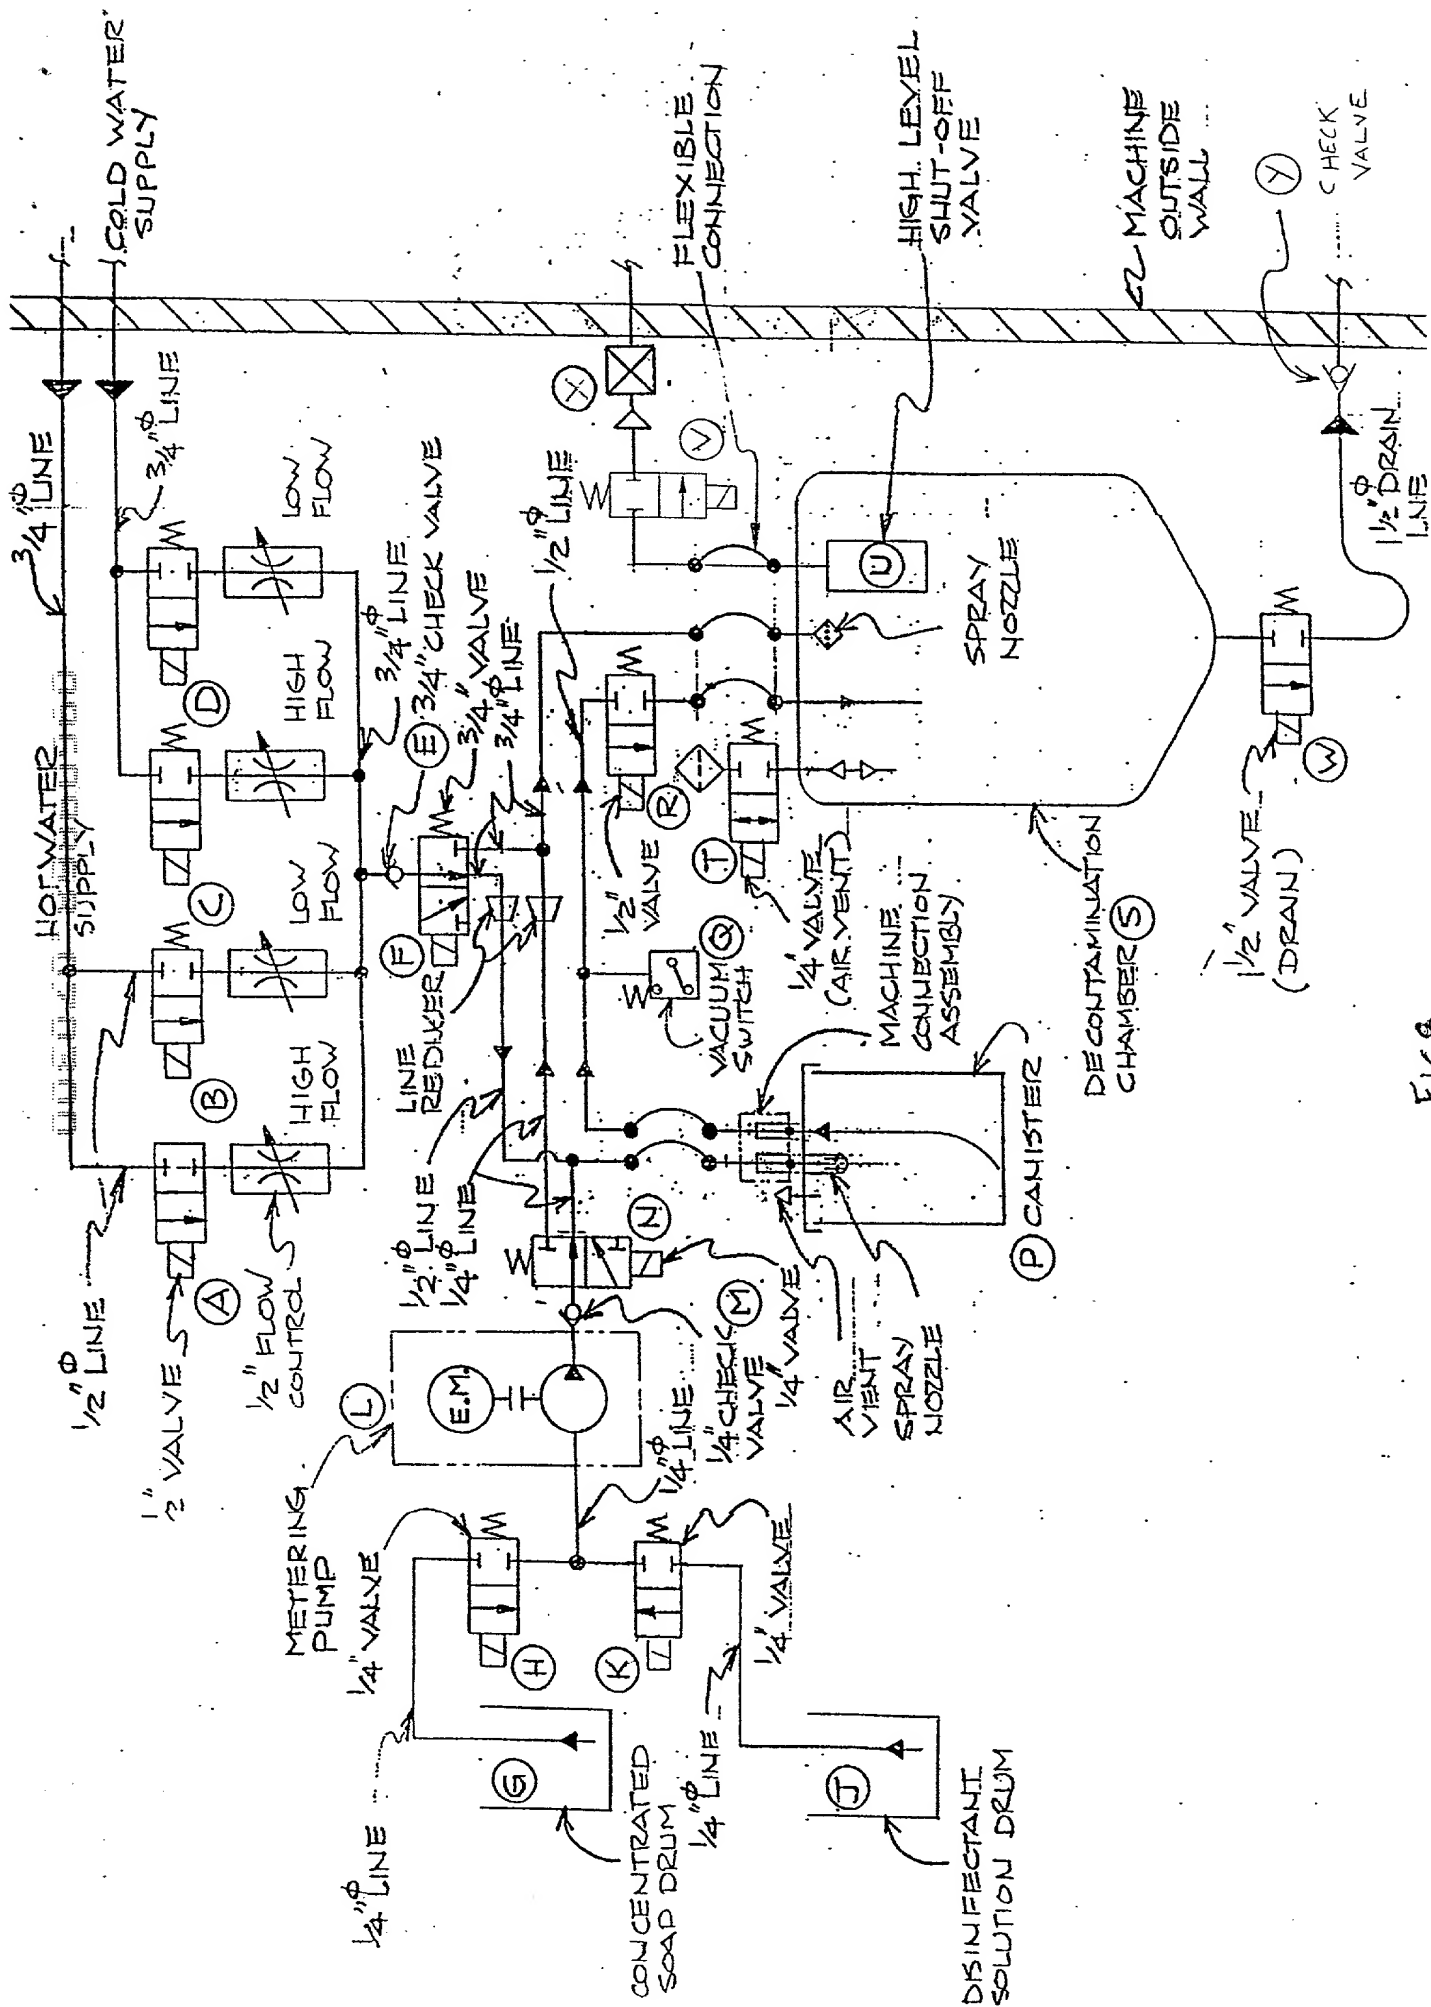 HOT WATER
SUPPLY
3/4"Φ LINE
COLD WATER
SUPPLY
3/4"Φ LINE
1/2"Φ LINE
1/2" VALVE
A
B
C
D
1/2" FLOW
CONTROL
HIGH
FLOW
LOW
FLOW
HIGH
FLOW
LOW
FLOW
3/4"Φ LINE
E
3/4" CHECK VALVE
3/4" VALVE
3/4"Φ LINE
F
LINE
REDUCER
1/2"Φ LINE
1/4"Φ LINE
METERING
PUMP
L
E.M.
1/4" VALVE
H
K
1/4"Φ LINE
G
CONCENTRATED
SOAP DRUM
1/4"Φ LINE
J
DISINFECTANT
SOLUTION DRUM
1/4" VALVE
1/4"Φ LINE
1/4" CHECK
VALVE
M
1/4" VALVE
N
AIR
VENT
SPRAY
NOZZLE
P
CANISTER
MACHINE
CONNECTION
ASSEMBLY
VACUUM
SWITCH
Q
1/2" VALVE
R
1/2"Φ LINE
T
1/4" VALVE
(AIR VENT)
DECONTAMINATION
CHAMBER
S
SPRAY
NOZZLE
U
V
X
FLEXIBLE
CONNECTION
HIGH LEVEL
SHUT-OFF
VALVE
MACHINE
OUTSIDE
WALL
Y
CHECK
VALVE
1 1/2"Φ DRAIN
LINE
W
1 1/2" VALVE
(DRAIN)